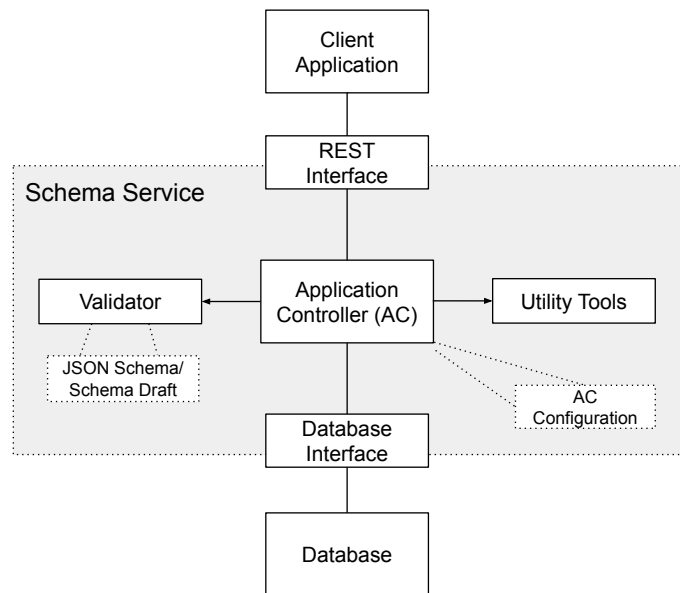 Client
Application
REST
Interface
Schema Service
Validator
Application
Controller (AC)
Utility Tools
JSON Schema/
Schema Draft
AC
Configuration
Database
Interface
Database